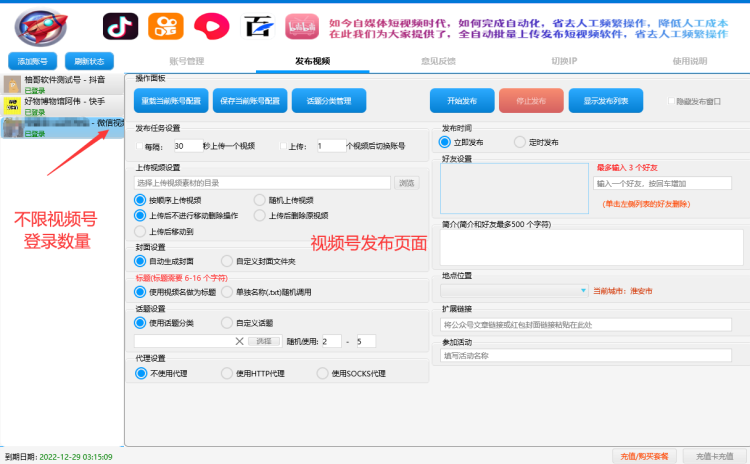 如今自媒体短视频时代，如何完成自动化，省去人工频繁操作，降低人工成本
在此我们为大家提供了，全自动批量上传发布短视频软件，省去人工频繁操作
添加账号 刷新状态
账号管理 发布视频 意见反馈 切换IP 使用说明
柚哥软件测试号 - 抖音
已登录
好物博物馆阿伟 - 快手
已登录
- 微信视频
已登录
不限视频号
登录数量
操作面板
重载当前账号配置 保存当前账号配置 话题分类管理 开始发布 停止发布 显示发布列表 隐藏发布窗口
发布任务设置
每隔： 30 秒上传一个视频 上传： 1 个视频后切换账号
上传视频设置
选择上传视频素材的目录 浏览
按顺序上传视频 随机上传视频
上传后不进行移动删除操作 上传后删除原视频
上传后移动到
封面设置
自动生成封面 自定义封面文件夹
标题(标题需要 6-16 个字符)
使用视频名做为标题 单独名称(.txt)随机调用
话题设置
使用话题分类 自定义话题
选择 随机使用： 2 - 5
代理设置
不使用代理 使用HTTP代理 使用SOCKS代理
视频号发布页面
发布时间
立即发布 定时发布
好友设置
最多输入 3 个好友
输入一个好友，按回车增加
（单击左侧列表的好友删除）
简介(简介和好友最多500 个字符)
地点位置
当前城市：淮安市
扩展链接
将公众号文章链接或红包封面链接粘贴在此处
参加活动
填写活动名称
到期日期：2022-12-29 03:15:09
充值/购买套餐 充值卡充值